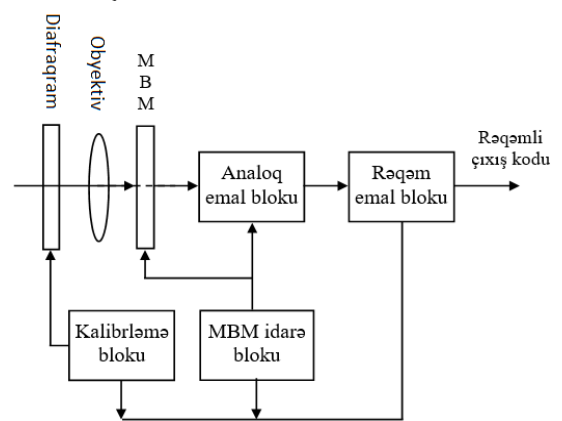 Diafraqram
Obyektiv
M
B
M
Analoq
emal bloku
Rəqəm
emal bloku
Rəqəmli
çıxış kodu
Kalibrləmə
bloku
MBM idarə
bloku